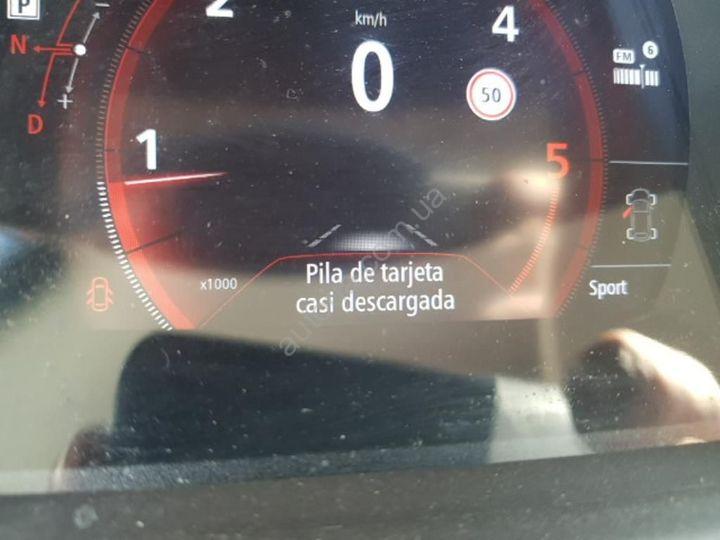 P
2
km/h
4
N
0
FM 6
50
D
1
5
x1000
Pila de tarjeta
casi descargada
Sport